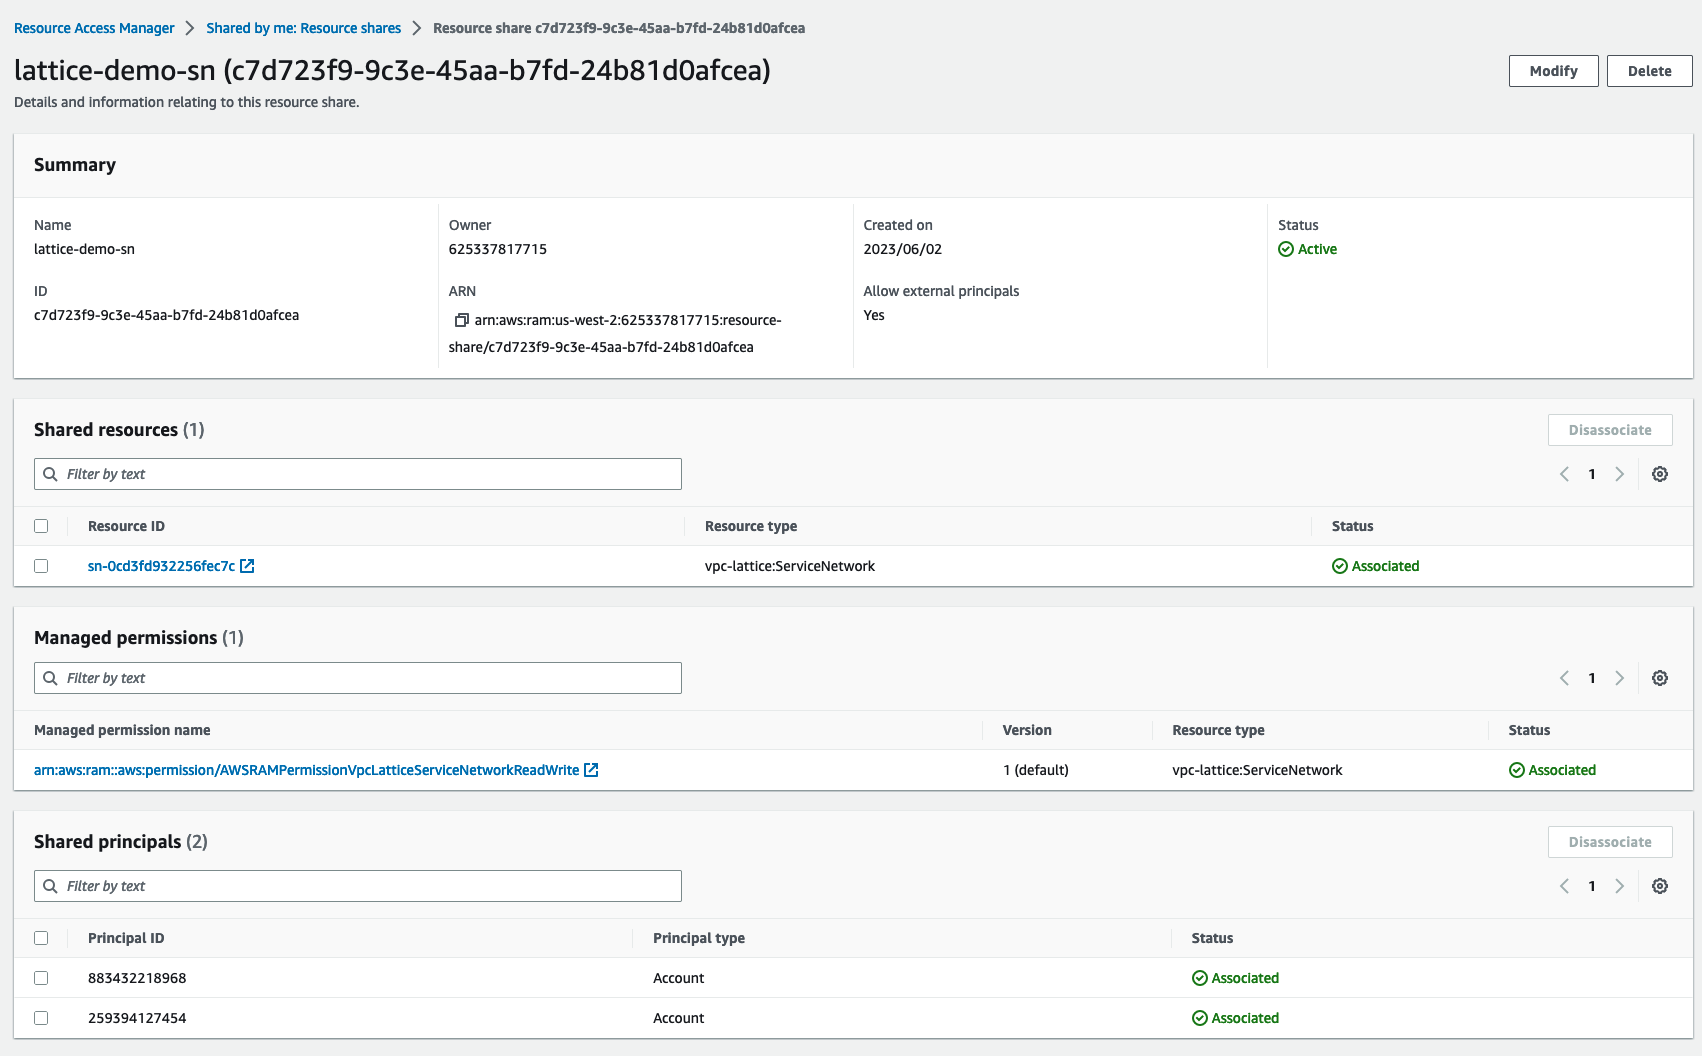 Resource Access Manager > Shared by me: Resource shares > Resource share c7d723f9-9c3e-45aa-b7fd-24b81d0afcea
lattice-demo-sn (c7d723f9-9c3e-45aa-b7fd-24b81d0afcea)
Modify Delete
Details and information relating to this resource share.
Summary
Name Owner Created on Status
lattice-demo-sn 625337817715 2023/06/02 Active
ID ARN Allow external principals
c7d723f9-9c3e-45aa-b7fd-24b81d0afcea arn:aws:ram:us-west-2:625337817715:resource- Yes
share/c7d723f9-9c3e-45aa-b7fd-24b81d0afcea
Shared resources (1) Disassociate
Filter by text 1
Resource ID Resource type Status
sn-0cd3fd932256fec7c vpc-lattice:ServiceNetwork Associated
Managed permissions (1)
Filter by text 1
Managed permission name Version Resource type Status
arn:aws:ram::aws:permission/AWSRAMPermissionVpcLatticeServiceNetworkReadWrite 1 (default) vpc-lattice:ServiceNetwork Associated
Shared principals (2) Disassociate
Filter by text 1
Principal ID Principal type Status
883432218968 Account Associated
259394127454 Account Associated